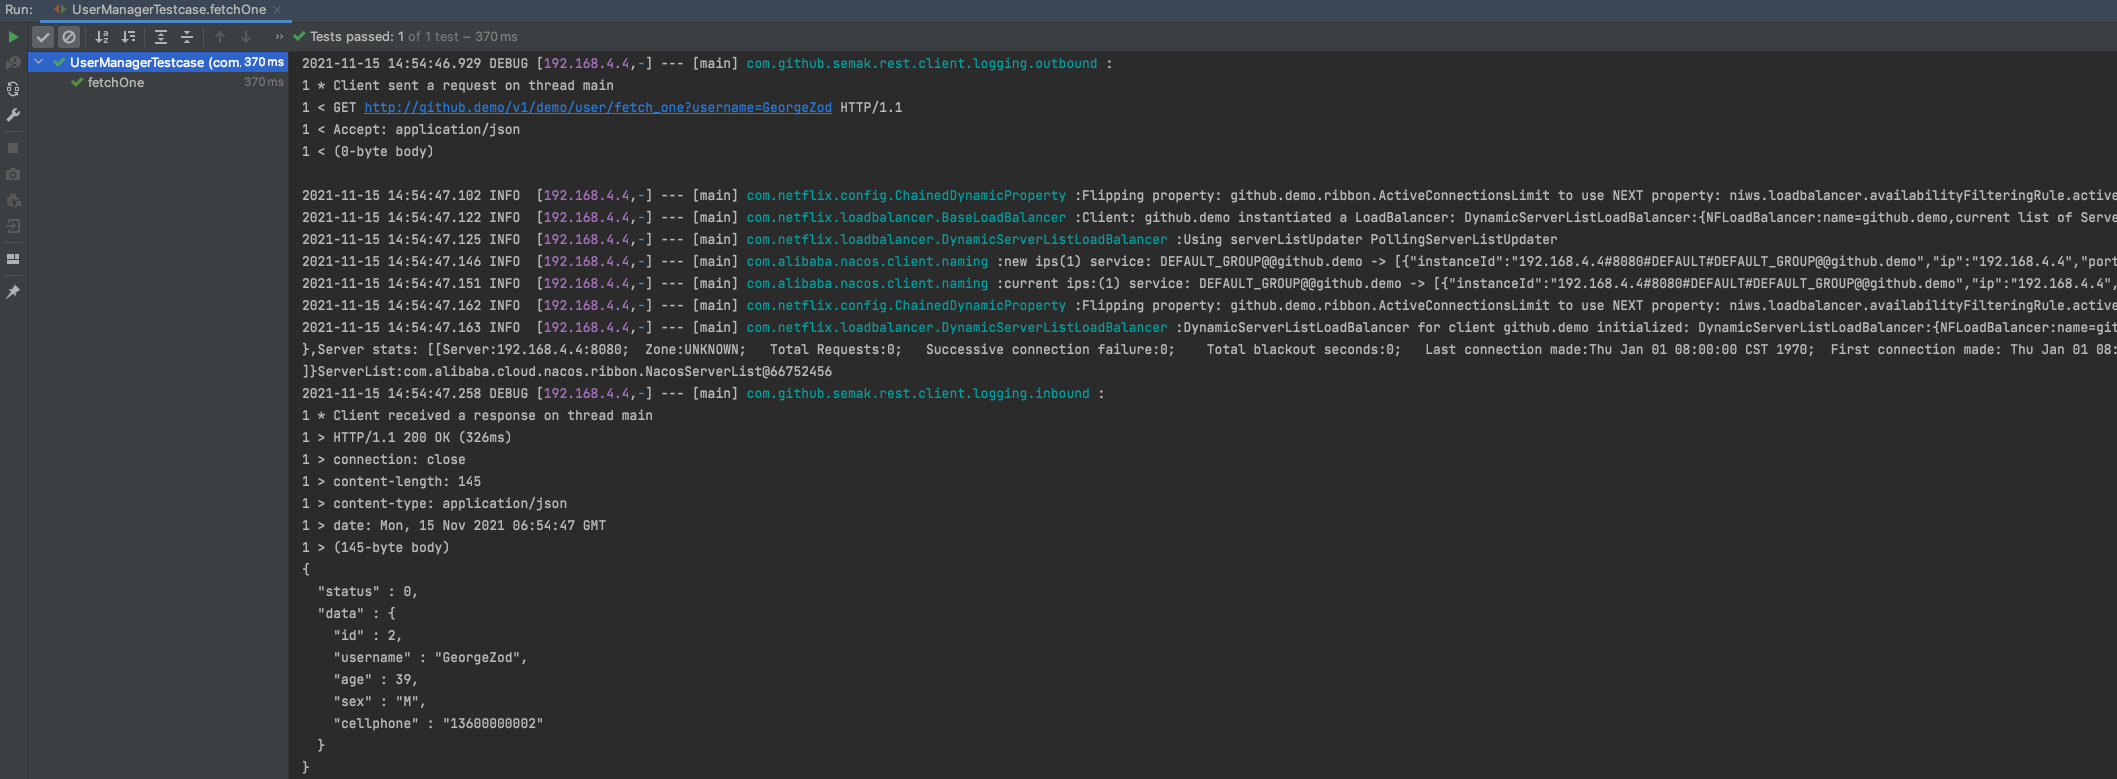 Run: UserManagerTestcase.fetchOne
Tests passed: 1 of 1 test – 370 ms
UserManagerTestcase (com. 370 ms
fetchOne 370 ms
2021-11-15 14:54:46.929 DEBUG [192.168.4.4,-] --- [main] com.github.semak.rest.client.logging.outbound :
1 * Client sent a request on thread main
1 < GET http://github.demo/v1/demo/user/fetch_one?username=GeorgeZod HTTP/1.1
1 < Accept: application/json
1 < (0-byte body)
2021-11-15 14:54:47.102 INFO  [192.168.4.4,-] --- [main] com.netflix.config.ChainedDynamicProperty :Flipping property: github.demo.ribbon.ActiveConnectionsLimit to use NEXT property: niws.loadbalancer.availabilityFilteringRule.active
2021-11-15 14:54:47.122 INFO  [192.168.4.4,-] --- [main] com.netflix.loadbalancer.BaseLoadBalancer :Client: github.demo instantiated a LoadBalancer: DynamicServerListLoadBalancer:{NFLoadBalancer:name=github.demo,current list of Serve
2021-11-15 14:54:47.125 INFO  [192.168.4.4,-] --- [main] com.netflix.loadbalancer.DynamicServerListLoadBalancer :Using serverListUpdater PollingServerListUpdater
2021-11-15 14:54:47.146 INFO  [192.168.4.4,-] --- [main] com.alibaba.nacos.client.naming :new ips(1) service: DEFAULT_GROUP@@github.demo -> [{"instanceId":"192.168.4.4#8080#DEFAULT#DEFAULT_GROUP@@github.demo","ip":"192.168.4.4","port
2021-11-15 14:54:47.151 INFO  [192.168.4.4,-] --- [main] com.alibaba.nacos.client.naming :current ips:(1) service: DEFAULT_GROUP@@github.demo -> [{"instanceId":"192.168.4.4#8080#DEFAULT#DEFAULT_GROUP@@github.demo","ip":"192.168.4.4",
2021-11-15 14:54:47.162 INFO  [192.168.4.4,-] --- [main] com.netflix.config.ChainedDynamicProperty :Flipping property: github.demo.ribbon.ActiveConnectionsLimit to use NEXT property: niws.loadbalancer.availabilityFilteringRule.active
2021-11-15 14:54:47.163 INFO  [192.168.4.4,-] --- [main] com.netflix.loadbalancer.DynamicServerListLoadBalancer :DynamicServerListLoadBalancer for client github.demo initialized: DynamicServerListLoadBalancer:{NFLoadBalancer:name=git
},Server stats: [[Server:192.168.4.4:8080;  Zone:UNKNOWN;   Total Requests:0;   Successive connection failure:0;    Total blackout seconds:0;   Last connection made:Thu Jan 01 08:00:00 CST 1970;  First connection made: Thu Jan 01 08:
]}ServerList:com.alibaba.cloud.nacos.ribbon.NacosServerList@66752456
2021-11-15 14:54:47.258 DEBUG [192.168.4.4,-] --- [main] com.github.semak.rest.client.logging.inbound :
1 * Client received a response on thread main
1 > HTTP/1.1 200 OK (326ms)
1 > connection: close
1 > content-length: 145
1 > content-type: application/json
1 > date: Mon, 15 Nov 2021 06:54:47 GMT
1 > (145-byte body)
{
  "status" : 0,
  "data" : {
    "id" : 2,
    "username" : "GeorgeZod",
    "age" : 39,
    "sex" : "M",
    "cellphone" : "13600000002"
  }
}